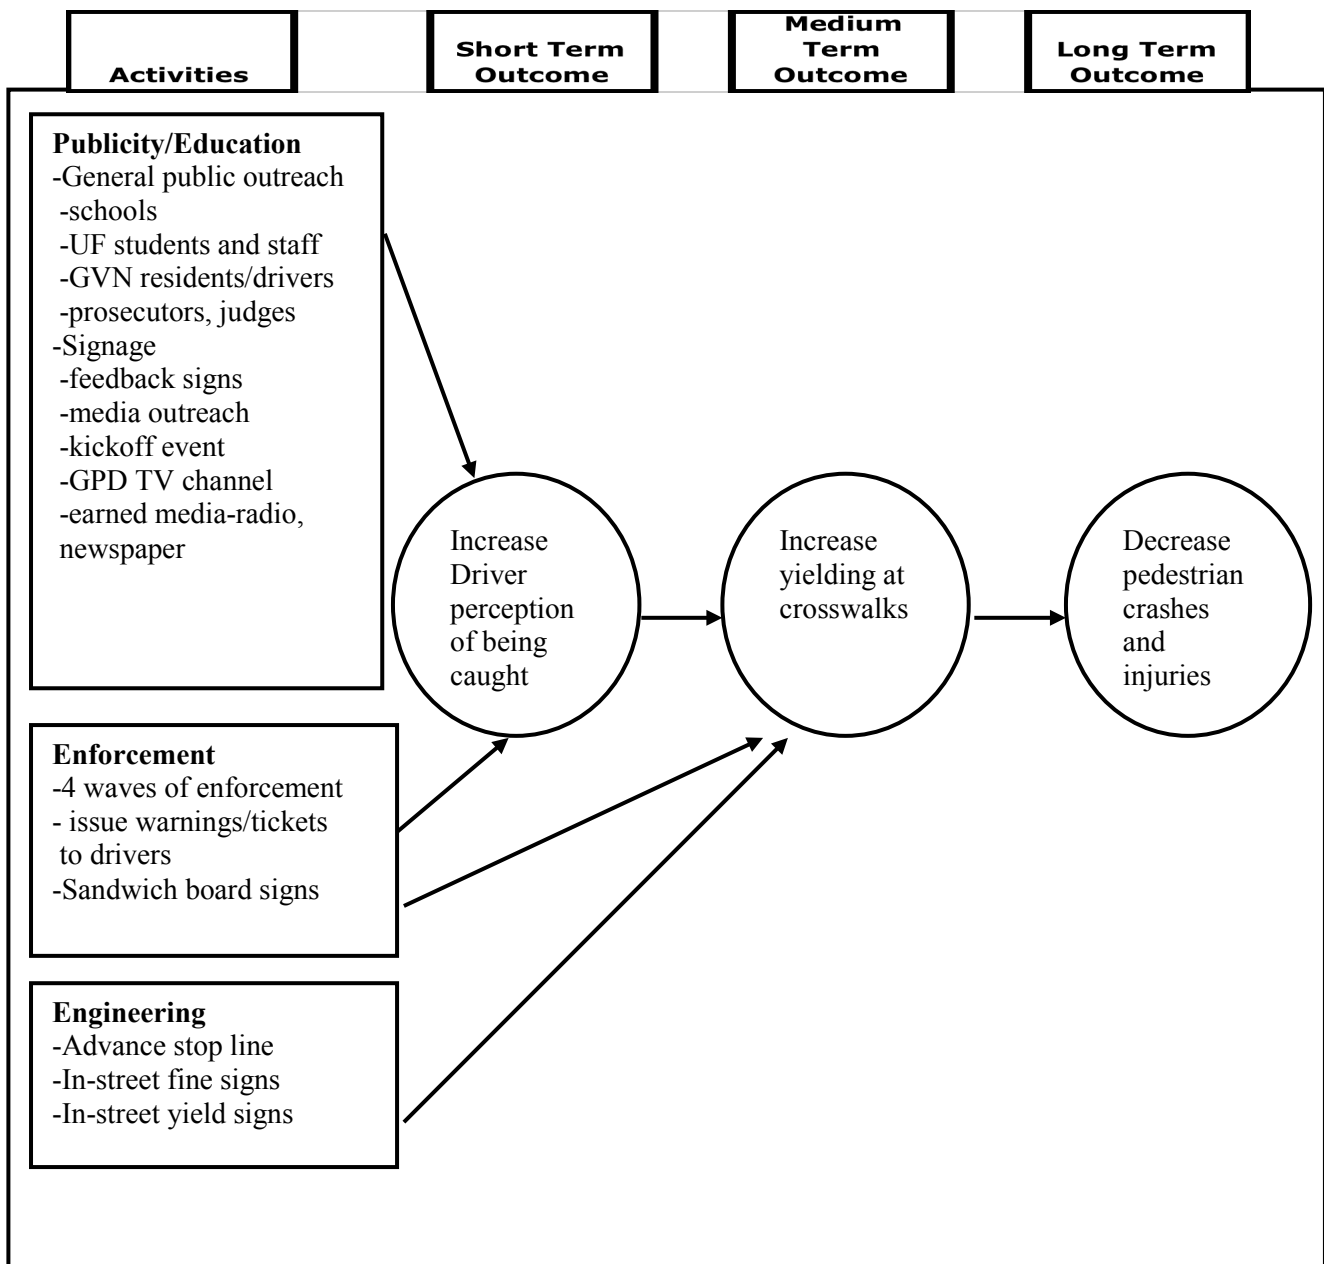 Activities
Short Term
Outcome
Medium
Term
Outcome
Long Term
Outcome
Publicity/Education
-General public outreach
-schools
-UF students and staff
-GVN residents/drivers
-prosecutors, judges
-Signage
-feedback signs
-media outreach
-kickoff event
-GPD TV channel
-earned media-radio,
newspaper
Increase
Driver
perception
of being
caught
Increase
yielding at
crosswalks
Decrease
pedestrian
crashes
and
injuries
Enforcement
-4 waves of enforcement
- issue warnings/tickets
to drivers
-Sandwich board signs
Engineering
-Advance stop line
-In-street fine signs
-In-street yield signs